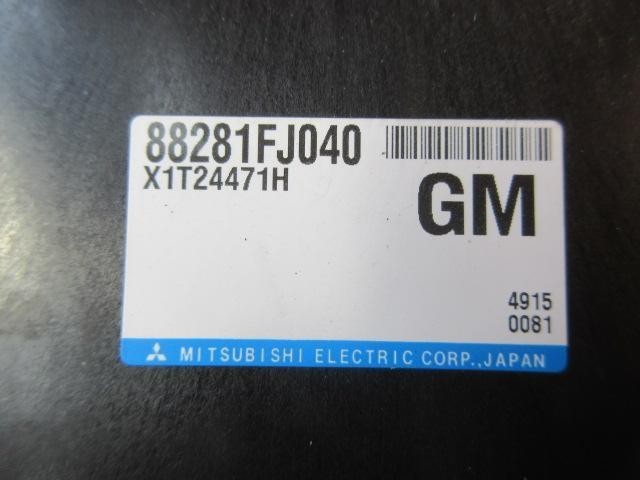 88281FJ040
X1T24471H
GM
4915
0081
MITSUBISHI ELECTRIC CORP.,JAPAN